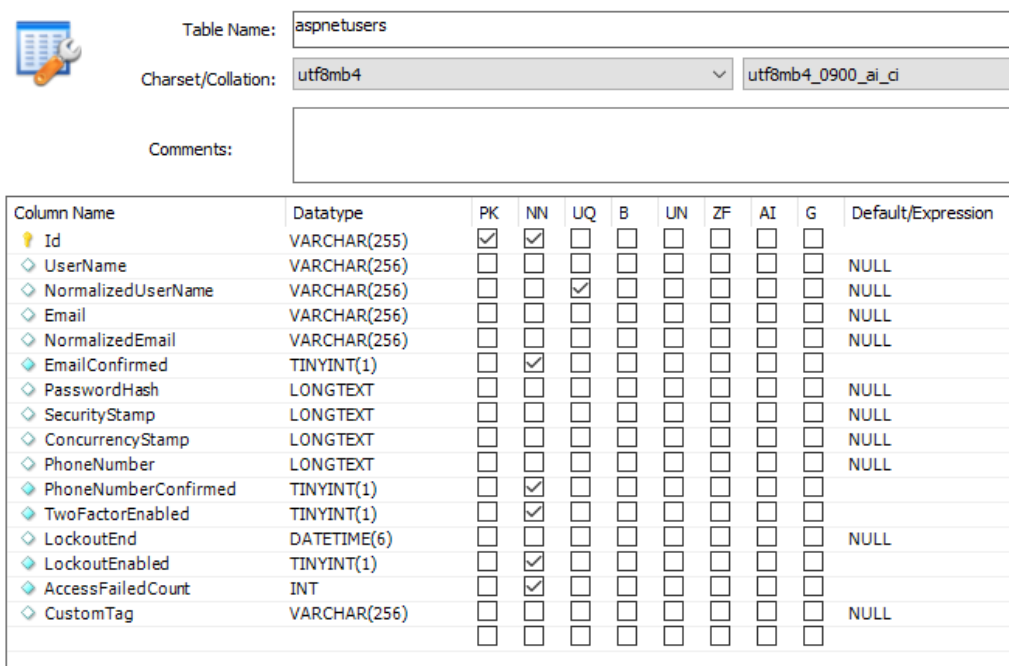 Table Name: aspnetusers
Charset/Collation: utf8mb4 utf8mb4_0900_ai_ci
Comments:
Column Name Datatype PK NN UQ B UN ZF AI G Default/Expression
Id VARCHAR(255)
UserName VARCHAR(256) NULL
NormalizedUserName VARCHAR(256) NULL
Email VARCHAR(256) NULL
NormalizedEmail VARCHAR(256) NULL
EmailConfirmed TINYINT(1)
PasswordHash LONGTEXT NULL
SecurityStamp LONGTEXT NULL
ConcurrencyStamp LONGTEXT NULL
PhoneNumber LONGTEXT NULL
PhoneNumberConfirmed TINYINT(1)
TwoFactorEnabled TINYINT(1)
LockoutEnd DATETIME(6) NULL
LockoutEnabled TINYINT(1)
AccessFailedCount INT
CustomTag VARCHAR(256) NULL